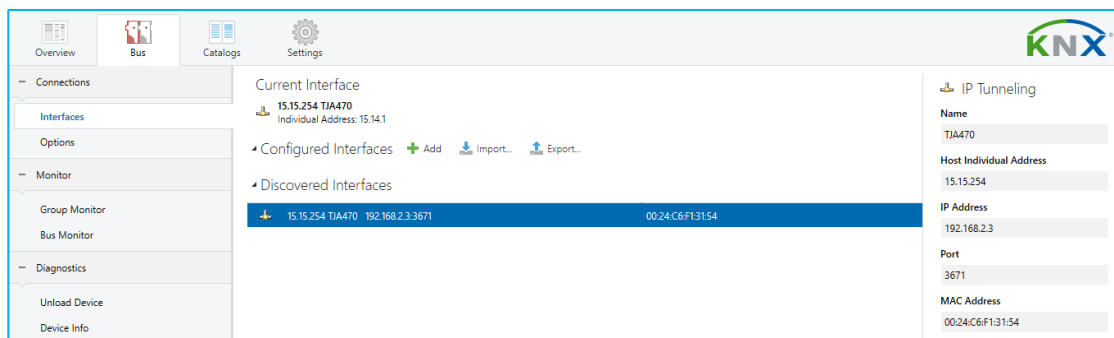 Overview
Bus
Catalogs
Settings
KNX
Connections
Interfaces
Options
Monitor
Group Monitor
Bus Monitor
Diagnostics
Unload Device
Device Info
Current Interface
15.15.254 TJA470
Individual Address: 15.14.1
Configured Interfaces Add Import... Export...
Discovered Interfaces
15.15.254 TJA470 192.168.2.3:3671 00:24:C6:F1:31:54
IP Tunneling
Name
TJA470
Host Individual Address
15.15.254
IP Address
192.168.2.3
Port
3671
MAC Address
00:24:C6:F1:31:54